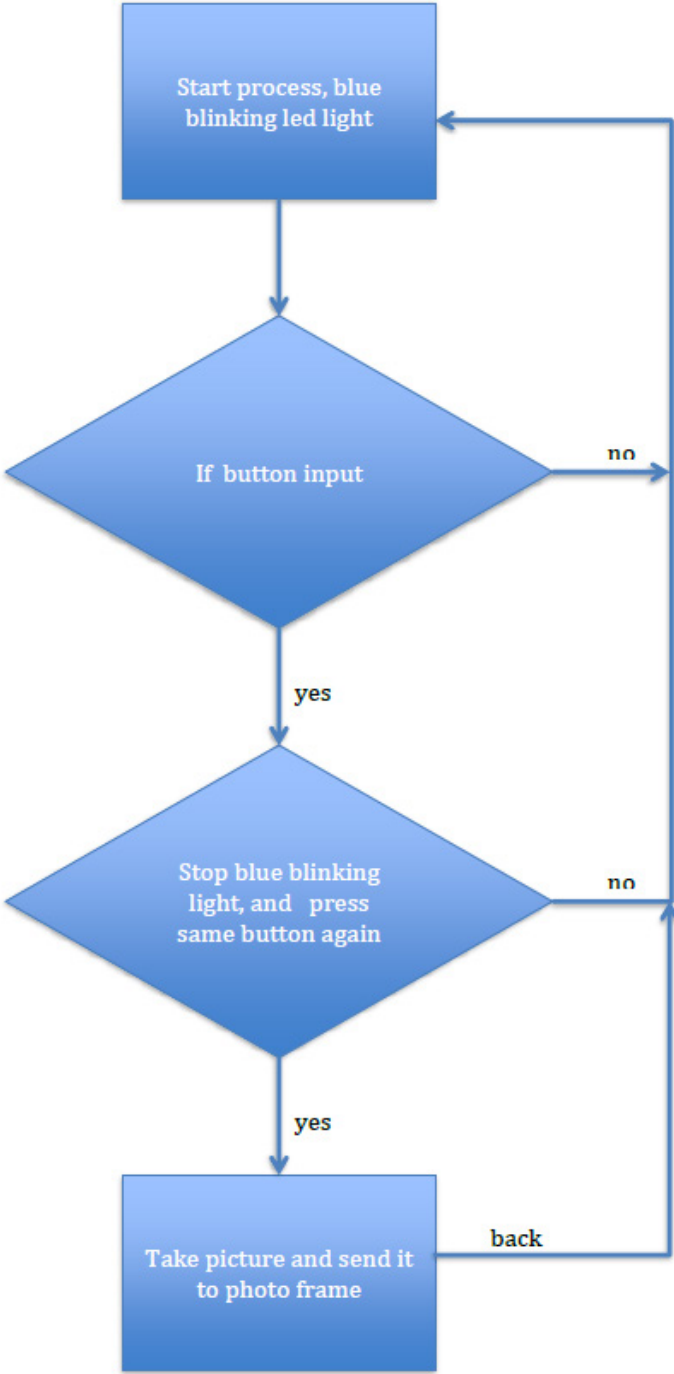 Start process, blue
blinking led light
If  button input
no
yes
Stop blue blinking
light, and   press
same button again
no
yes
Take picture and send it
to photo frame
back